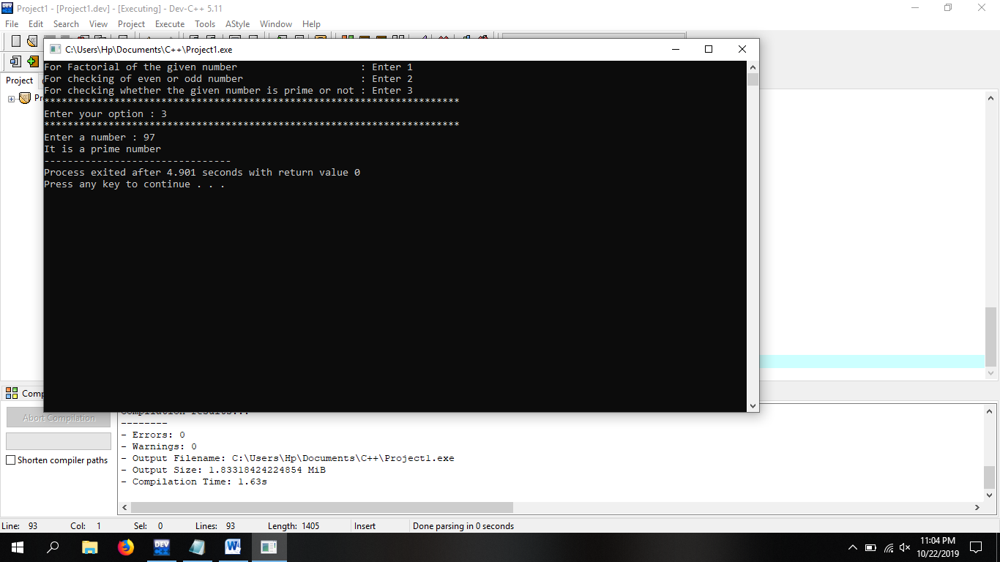 Project1 - [Project1.dev] - [Executing] - Dev-C++ 5.11
File Edit Search View Project Execute Tools AStyle Window Help
C:\Users\Hp\Documents\C++\Project1.exe
For Factorial of the given number : Enter 1
For checking of even or odd number : Enter 2
For checking whether the given number is prime or not : Enter 3
***********************************************************************
Enter your option : 3
***********************************************************************
Enter a number : 97
It is a prime number
--------------------------------
Process exited after 4.901 seconds with return value 0
Press any key to continue . . .
Project
Pr
Comp
Abort Compilation
Shorten compiler paths
Compilation results...
--------
- Errors: 0
- Warnings: 0
- Output Filename: C:\Users\Hp\Documents\C++\Project1.exe
- Output Size: 1.83318424224854 MiB
- Compilation Time: 1.63s
Line: 93 Col: 1 Sel: 0 Lines: 93 Length: 1405 Insert Done parsing in 0 seconds
DEV C++
W
11:04 PM
10/22/2019